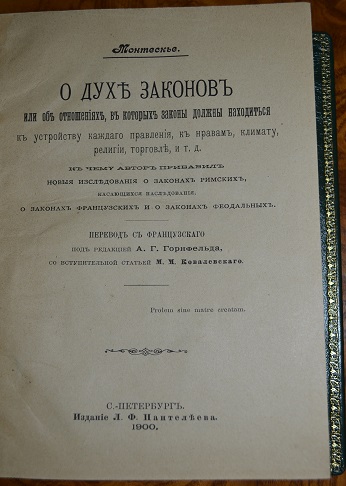 Монтескье.
О ДУХѢ ЗАКОНОВЪ
или объ отношеніяхъ, въ которыхъ законы должны находиться
къ устройству каждаго правленія, къ нравамъ, климату,
религіи, торговлѣ, и т. д.
КЪ ЧЕМУ АВТОРЪ ПРИБАВИЛЪ
НОВЫЯ ИЗСЛѢДОВАНІЯ О ЗАКОНАХЪ РИМСКИХЪ,
КАСАЮЩИХСЯ НАСЛѢДОВАНІЯ,
О ЗАКОНАХЪ ФРАНЦУЗСКИХЪ И О ЗАКОНАХЪ ФЕОДАЛЬНЫХЪ.
ПЕРЕВОДЪ СЪ ФРАНЦУЗСКАГО
ПОДЪ РЕДАКЦІЕЙ А. Г. Горнфельда,
СО ВСТУПИТЕЛЬНОЙ СТАТЬЕЙ М. М. Ковалевскаго.
Prolem sine matre creatam.
С.-ПЕТЕРБУРГЪ.
Изданіе Л. Ф. Пантелѣева.
1900.